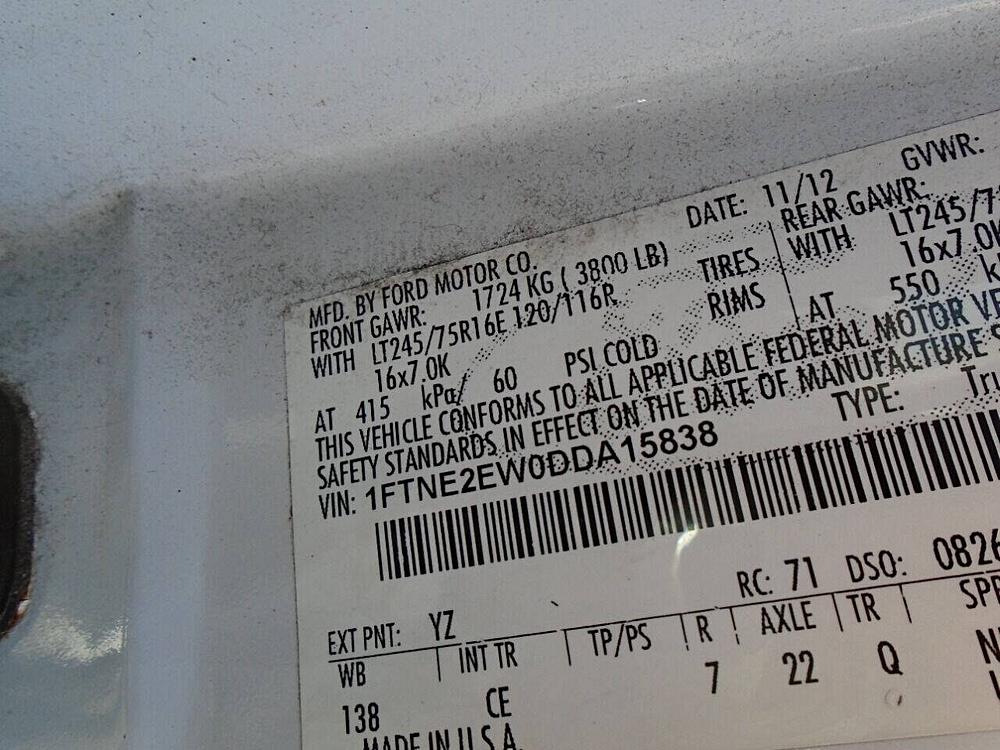 MFD. BY FORD MOTOR CO.
DATE: 11/12 GVWR:
FRONT GAWR: 1724 KG ( 3800 LB)
REAR GAWR:
WITH LT245/75R16E 120/116R TIRES
WITH LT245/7
16x7.0K RIMS
16x7.0K
AT 415 kPa/ 60 PSI COLD
AT 550
THIS VEHICLE CONFORMS TO ALL APPLICABLE FEDERAL MOTOR VE
SAFETY STANDARDS IN EFFECT ON THE DATE OF MANUFACTURE S
VIN: 1FTNE2EW0DDA15838 TYPE: Tru
RC: 71 DSO: 0826
EXT PNT: YZ
WB INT TR TP/PS R AXLE TR SPR
138 CE 7 22 Q
MADE IN U.S.A.